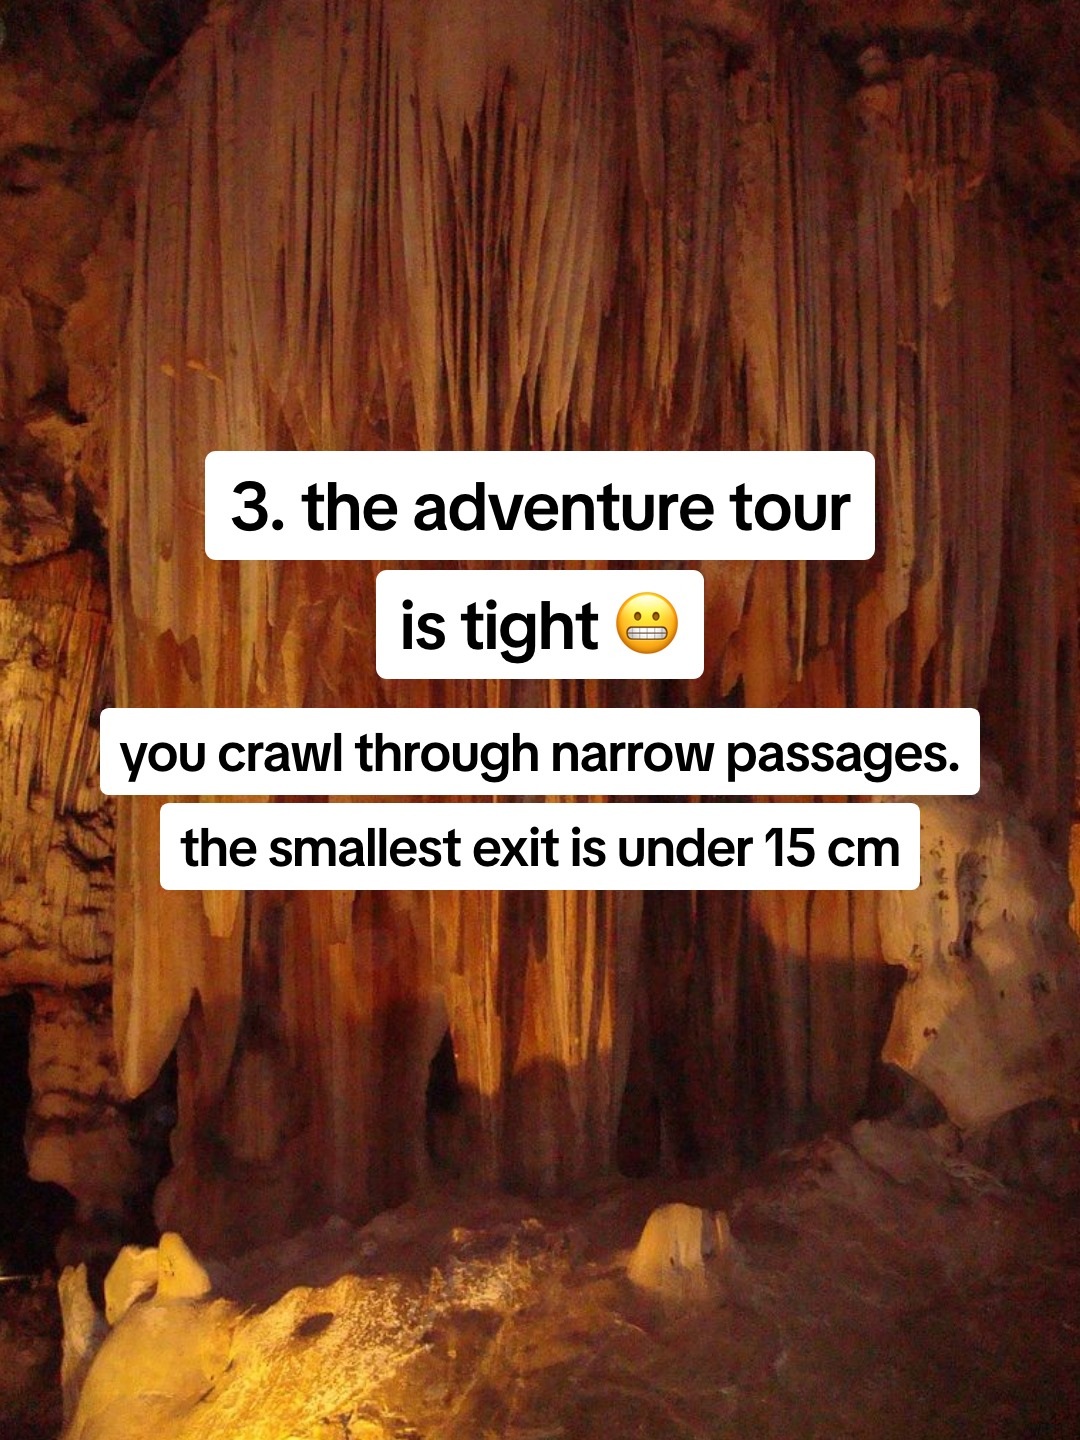 3. the adventure tour
is tight 😬
you crawl through narrow passages.
the smallest exit is under 15 cm